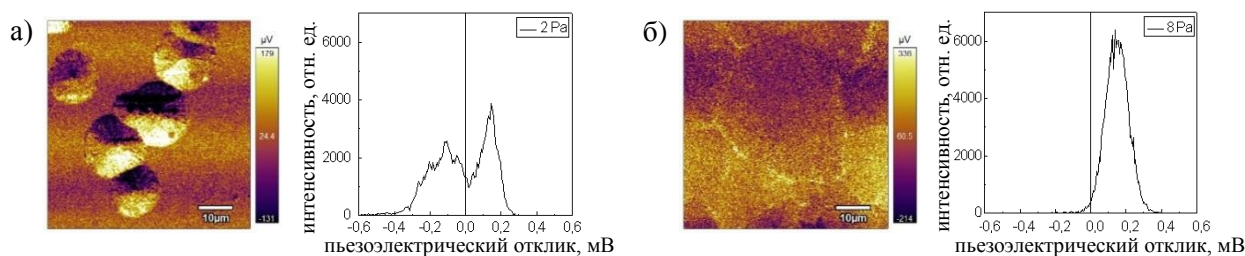 а)
µV
179
24.4
-131
10µm
интенсивность, отн. ед.
6000
4000
2000
0
2 Pa
-0,6 -0,4 -0,2 0 0,2 0,4 0,6
пьезоэлектрический отклик, мВ
б)
µV
336
60.5
-214
10µm
интенсивность, отн. ед.
6000
4000
2000
0
8 Pa
-0,6 -0,4 -0,2 0,0 0,2 0,4 0,6
пьезоэлектрический отклик, мВ